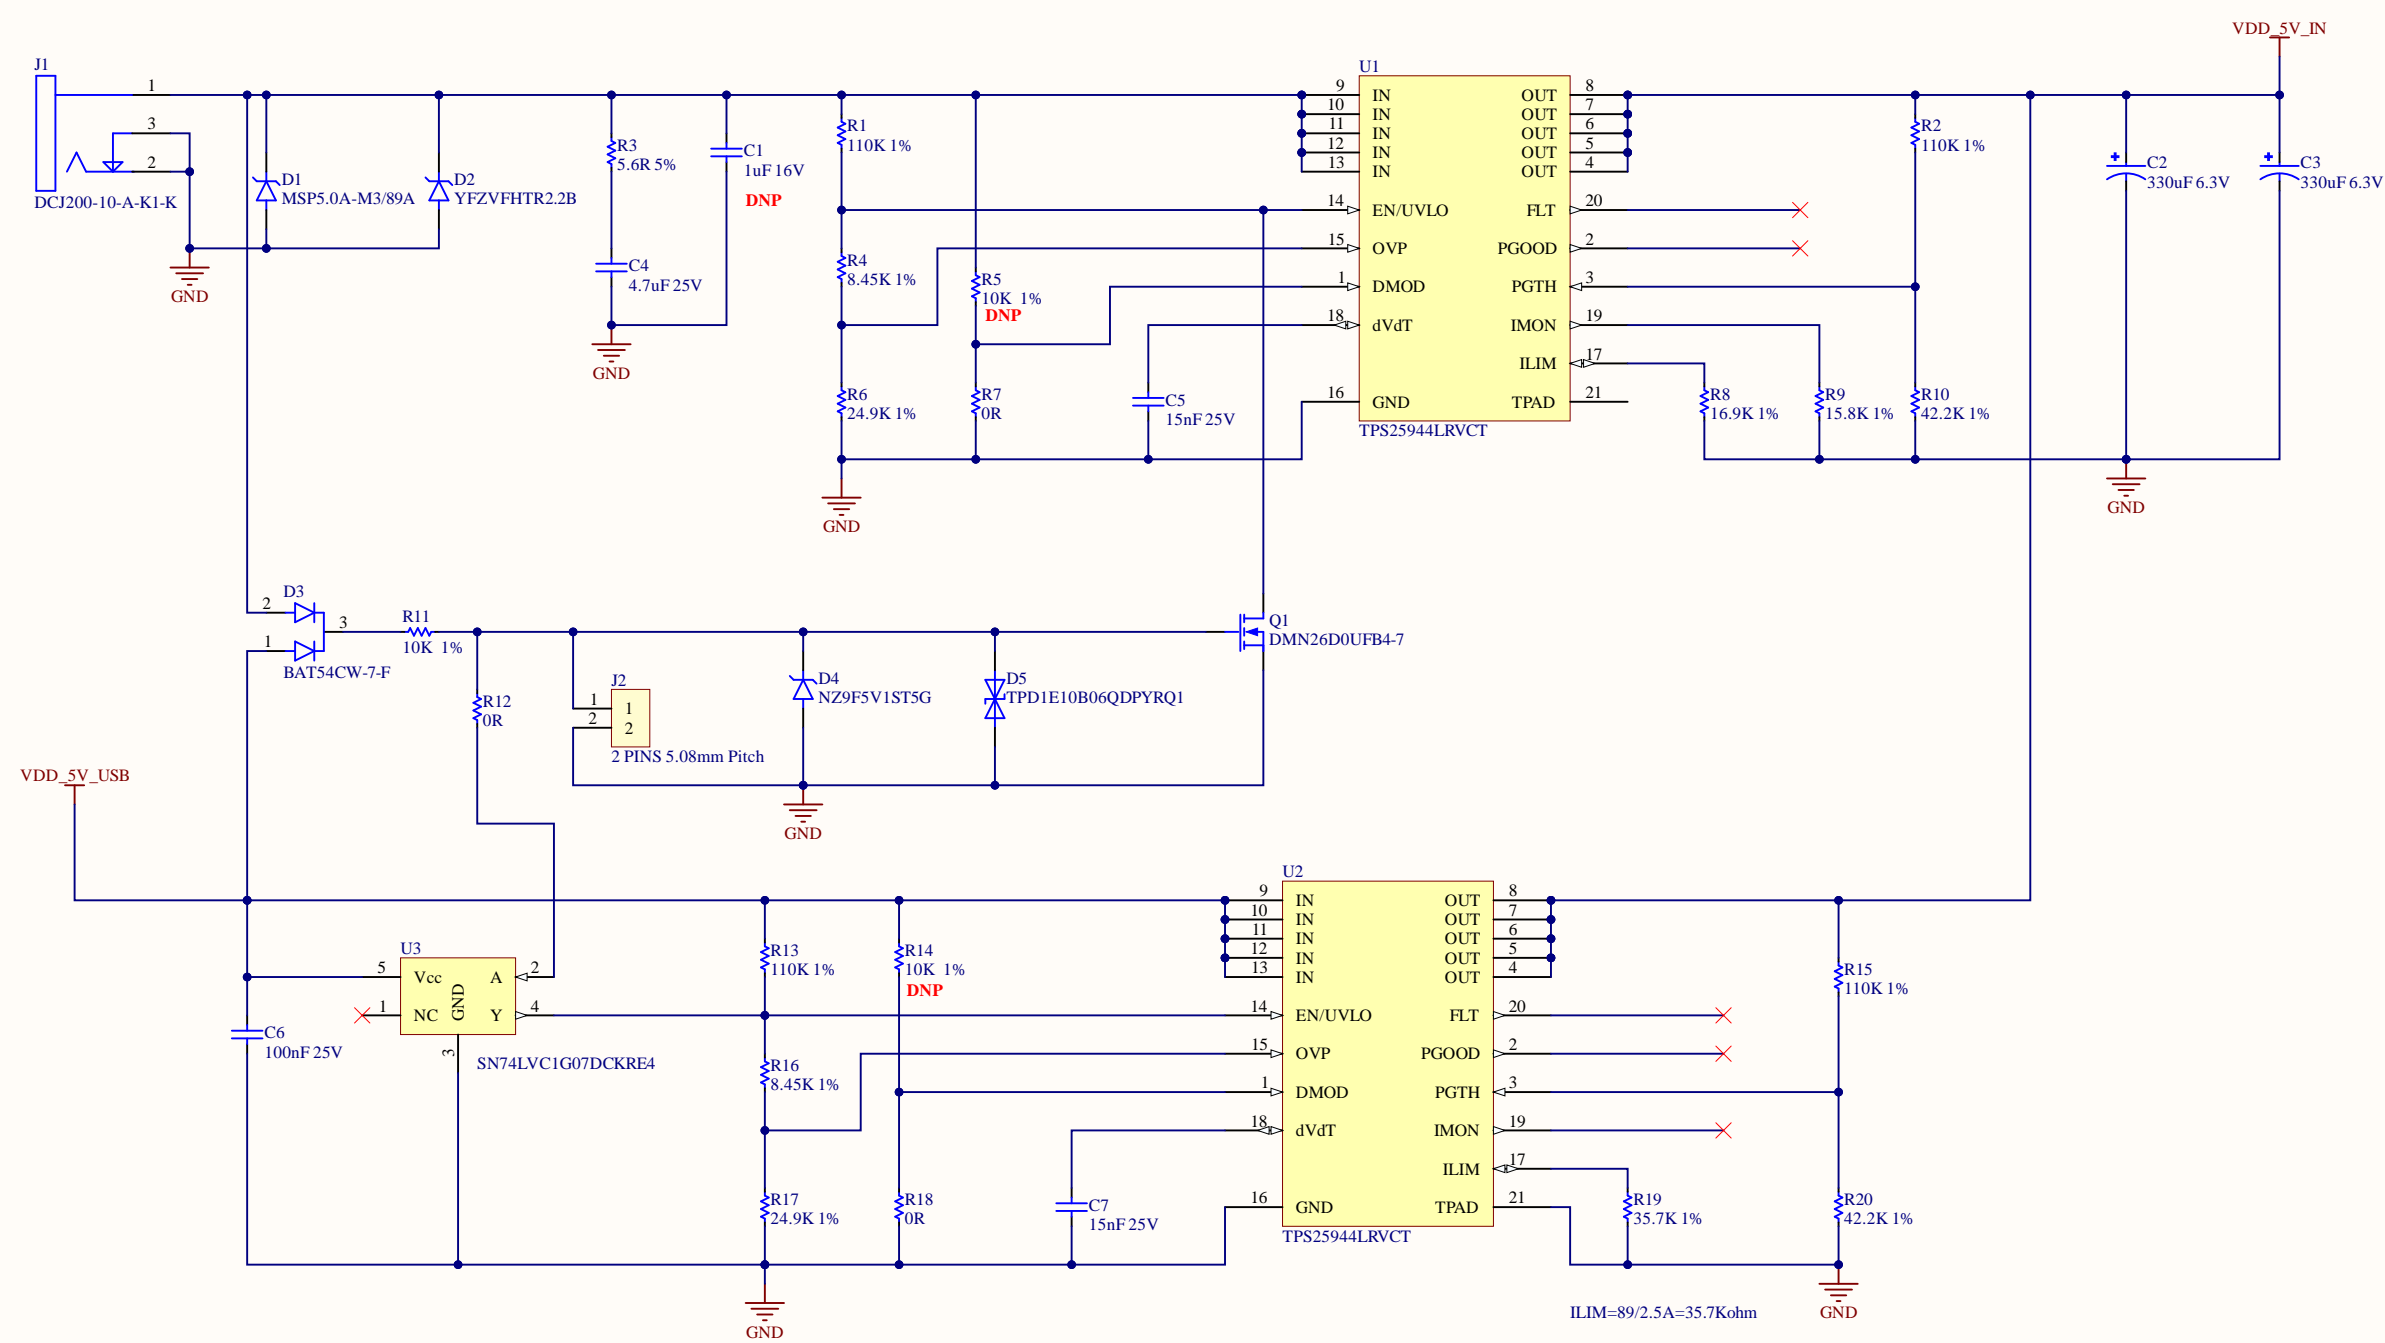 VDD_5V_IN
J1
1
3
2
DCJ200-10-A-K1-K
GND
D1
MSP5.0A-M3/89A
D2
YFZVFHTR2.2B
R3
5.6R 5%
C1
1uF 16V
DNP
C4
4.7uF 25V
GND
R1
110K 1%
R4
8.45K 1%
R5
10K 1%
DNP
R6
24.9K 1%
R7
0R
C5
15nF 25V
GND
U1
9 IN OUT 8
10 IN OUT 7
11 IN OUT 6
12 IN OUT 5
13 IN OUT 4
14 EN/UVLO FLT 20
15 OVP PGOOD 2
1 DMOD PGTH 3
18 dVdT IMON 19
ILIM 17
16 GND TPAD 21
TPS25944LRVCT
R2
110K 1%
C2
330uF 6.3V
C3
330uF 6.3V
R8
16.9K 1%
R9
15.8K 1%
R10
42.2K 1%
GND
D3
2
3
1
BAT54CW-7-F
R11
10K 1%
R12
0R
J2
1 1
2 2
2 PINS 5.08mm Pitch
D4
NZ9F5V1ST5G
D5
TPD1E10B06QDPYRQ1
Q1
DMN26D0UFB4-7
GND
VDD_5V_USB
U3
5 Vcc A 2
1 NC GND Y 4
3
SN74LVC1G07DCKRE4
C6
100nF 25V
R13
110K 1%
R14
10K 1%
DNP
R16
8.45K 1%
R17
24.9K 1%
R18
0R
C7
15nF 25V
GND
U2
9 IN OUT 8
10 IN OUT 7
11 IN OUT 6
12 IN OUT 5
13 IN OUT 4
14 EN/UVLO FLT 20
15 OVP PGOOD 2
1 DMOD PGTH 3
18 dVdT IMON 19
ILIM 17
16 GND TPAD 21
TPS25944LRVCT
R15
110K 1%
R19
35.7K 1%
R20
42.2K 1%
GND
ILIM=89/2.5A=35.7Kohm